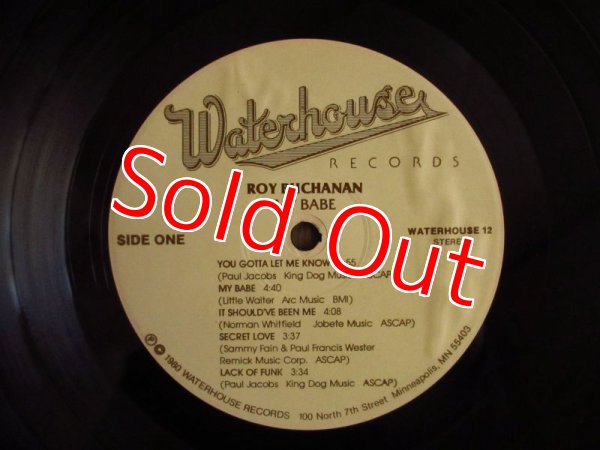 Waterhouse
RECORDS
ROY BUCHANAN
BABE
SIDE ONE
WATERHOUSE 12
STEREO
YOU GOTTA LET ME KNOW :55
(Paul Jacobs King Dog Music ASCAP)
MY BABE 4:40
(Little Walter Arc Music BMI)
IT SHOULD'VE BEEN ME 4:08
(Norman Whitfield Jobete Music ASCAP)
SECRET LOVE 3:37
(Sammy Fain & Paul Francis Wester
Remick Music Corp. ASCAP)
LACK OF FUNK 3:34
(Paul Jacobs King Dog Music ASCAP)
℗ © 1980 WATERHOUSE RECORDS 100 North 7th Street Minneapolis, MN 55403
Sold Out